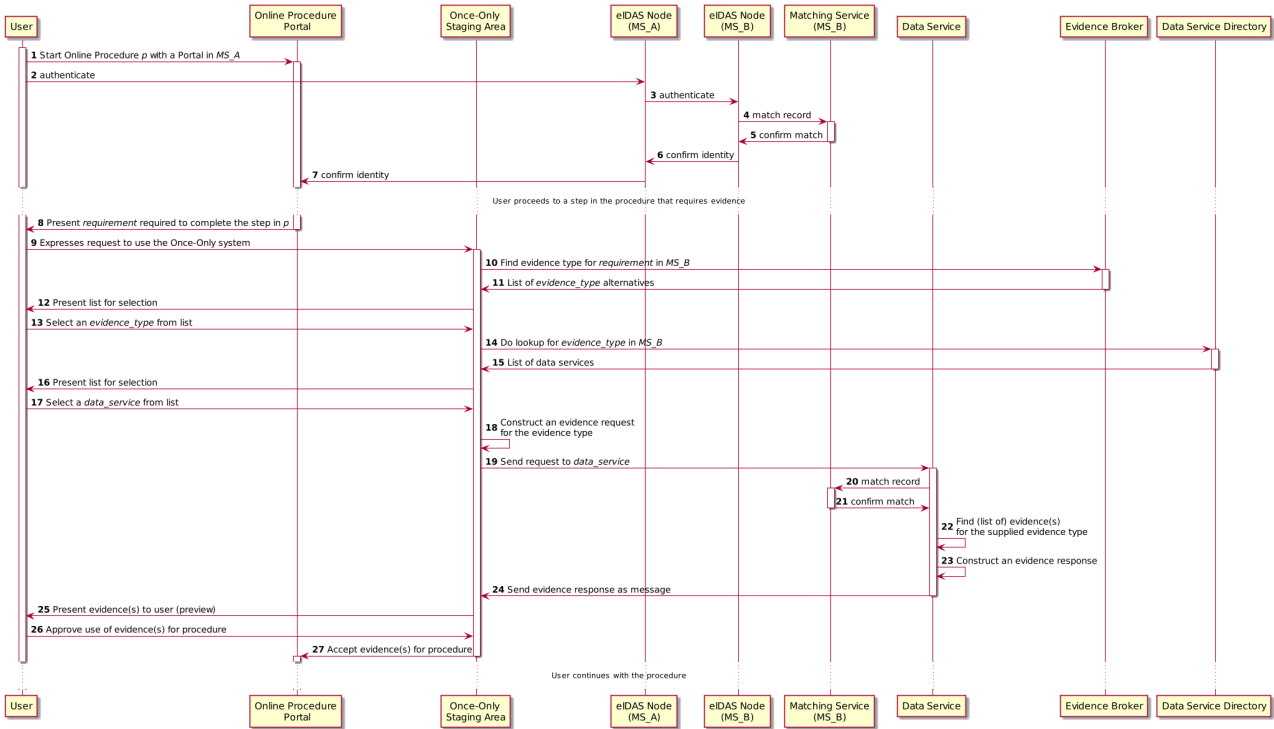 User
Online Procedure
Portal
Once-Only
Staging Area
eIDAS Node
(MS_A)
eIDAS Node
(MS_B)
Matching Service
(MS_B)
Data Service
Evidence Broker
Data Service Directory
1 Start Online Procedure p with a Portal in MS_A
2 authenticate
3 authenticate
4 match record
5 confirm match
6 confirm identity
7 confirm identity
User proceeds to a step in the procedure that requires evidence
8 Present requirement required to complete the step in p
9 Expresses request to use the Once-Only system
10 Find evidence type for requirement in MS_B
11 List of evidence_type alternatives
12 Present list for selection
13 Select an evidence_type from list
14 Do lookup for evidence_type in MS_B
15 List of data services
16 Present list for selection
17 Select a data_service from list
18 Construct an evidence request
for the evidence type
19 Send request to data_service
20 match record
21 confirm match
22 Find (list of) evidence(s)
for the supplied evidence type
23 Construct an evidence response
24 Send evidence response as message
25 Present evidence(s) to user (preview)
26 Approve use of evidence(s) for procedure
27 Accept evidence(s) for procedure
User continues with the procedure
User
Online Procedure
Portal
Once-Only
Staging Area
eIDAS Node
(MS_A)
eIDAS Node
(MS_B)
Matching Service
(MS_B)
Data Service
Evidence Broker
Data Service Directory